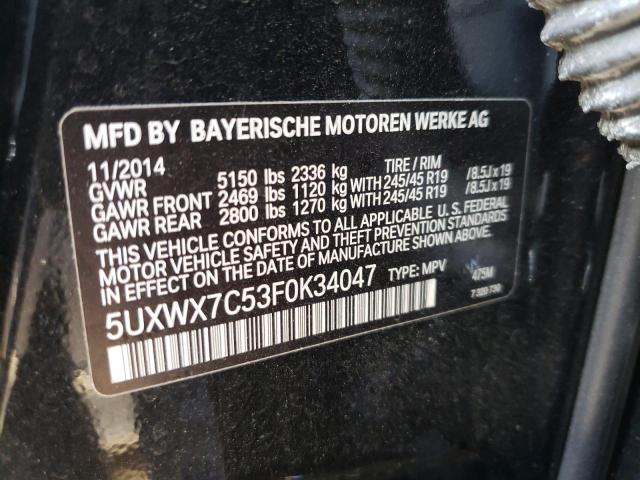 MFD BY BAYERISCHE MOTOREN WERKE AG
11/2014 TIRE / RIM
GVWR 5150 lbs 2336 kg
GAWR FRONT 2469 lbs 1120 kg WITH 245/45 R19 /8.5J x 19
GAWR REAR 2800 lbs 1270 kg WITH 245/45 R19 /8.5J x 19
THIS VEHICLE CONFORMS TO ALL APPLICABLE U.S. FEDERAL
MOTOR VEHICLE SAFETY AND THEFT PREVENTION STANDARDS
IN EFFECT ON THE DATE OF MANUFACTURE SHOWN ABOVE.
5UXWX7C53F0K34047 TYPE: MPV 475M